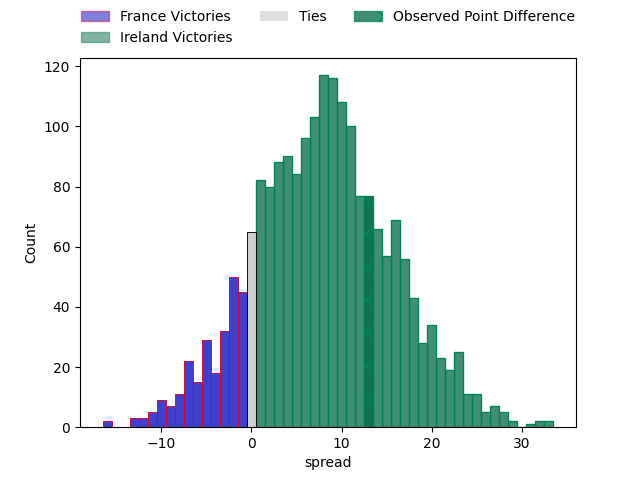 France Victories
Ties
Observed Point Difference
Ireland Victories
120
100
80
60
40
20
0
Count
−10
0
10
20
30
spread